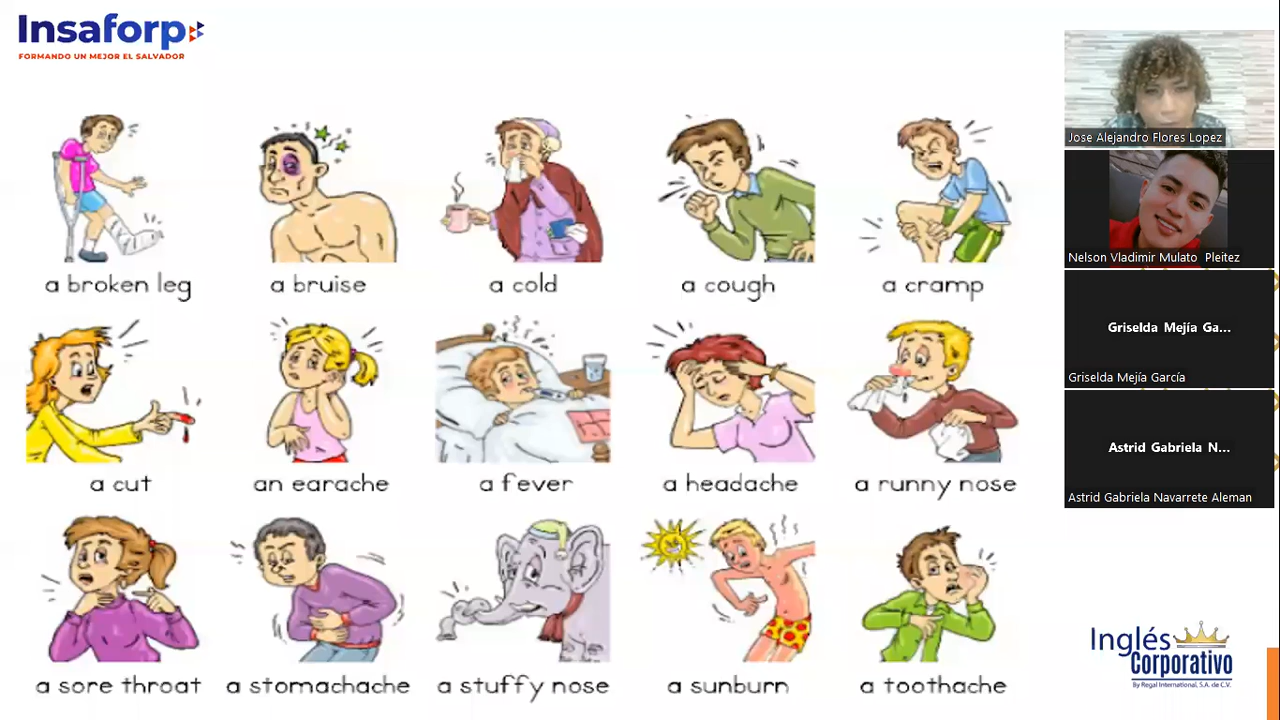 Insaforp
FORMANDO UN MEJOR EL SALVADOR
a broken leg
a bruise
a cold
a cough
a cramp
a cut
an earache
a fever
a headache
a runny nose
a sore throat
a stomachache
a stuffy nose
a sunburn
a toothache
Jose Alejandro Flores Lopez
Nelson Vladimir Mulato Pleitez
Griselda Mejía Ga...
Griselda Mejía García
Astrid Gabriela N...
Astrid Gabriela Navarrete Aleman
Inglés
Corporativo
By Regal International, S.A. de C.V.